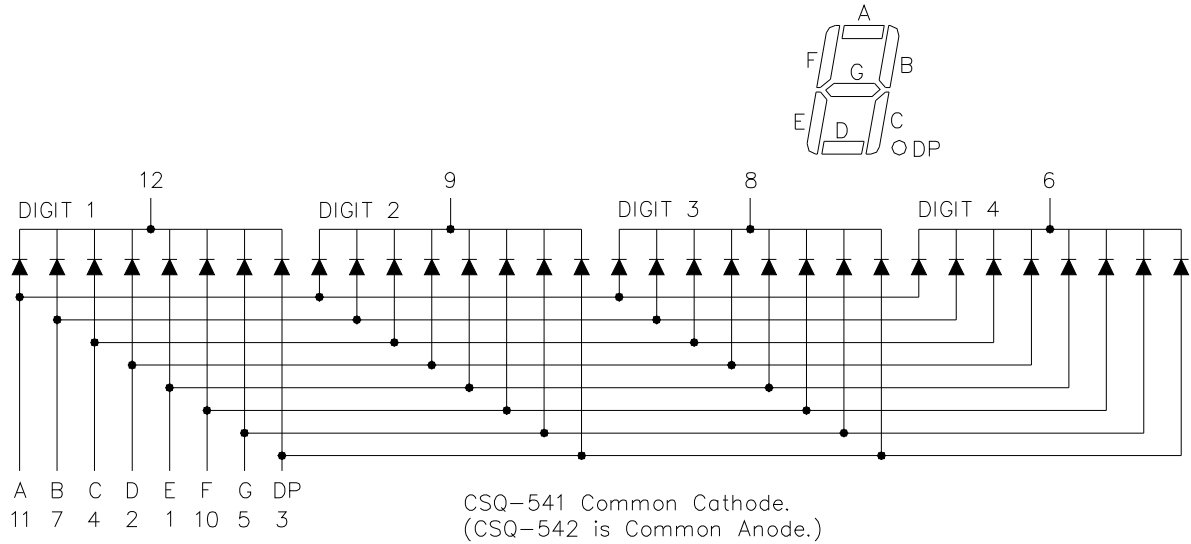 A
F
B
G
E
C
D
DP
12 9 8 6
DIGIT 1 DIGIT 2 DIGIT 3 DIGIT 4
A B C D E F G DP
11 7 4 2 1 10 5 3
CSQ-541 Common Cathode.
(CSQ-542 is Common Anode.)